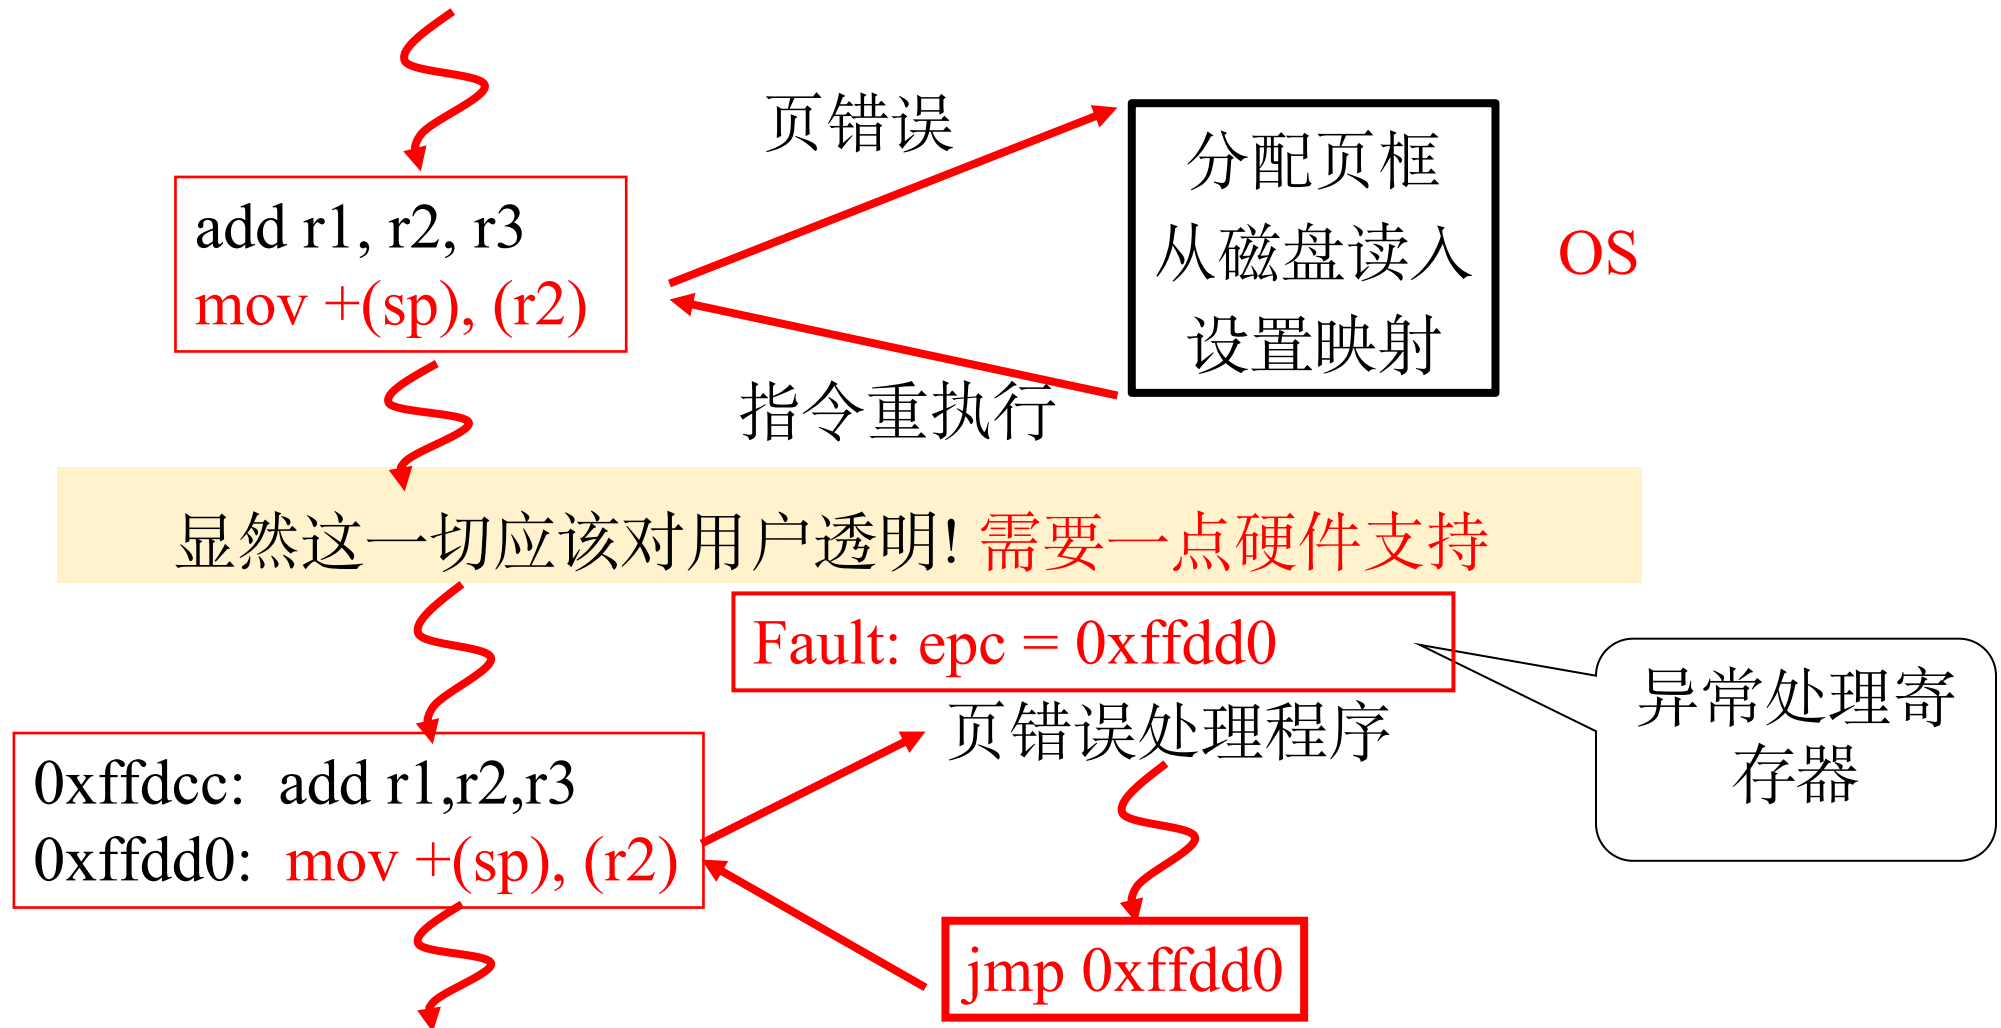 页错误
分配页框
从磁盘读入
设置映射
OS
add r1, r2, r3
mov +(sp), (r2)
指令重执行
显然这一切应该对用户透明! 需要一点硬件支持
Fault: epc = 0xffdd0
异常处理寄
存器
页错误处理程序
0xffdcc: add r1,r2,r3
0xffdd0: mov +(sp), (r2)
jmp 0xffdd0